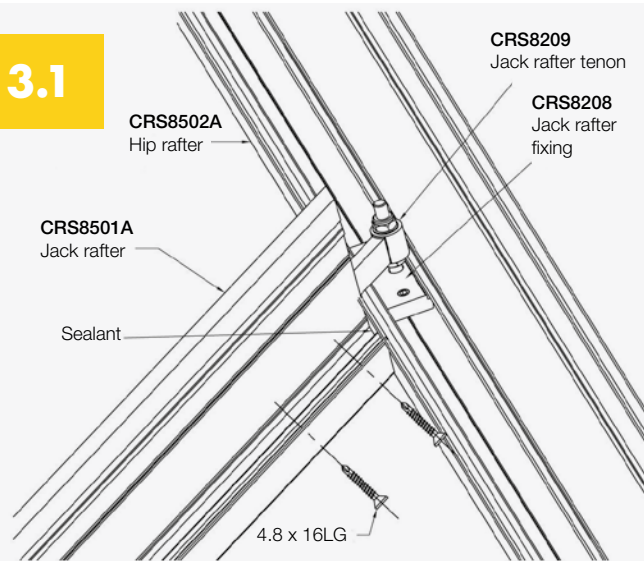 3.1
CRS8209
Jack rafter tenon
CRS8208
Jack rafter
fixing
CRS8502A
Hip rafter
CRS8501A
Jack rafter
Sealant
4.8 x 16LG